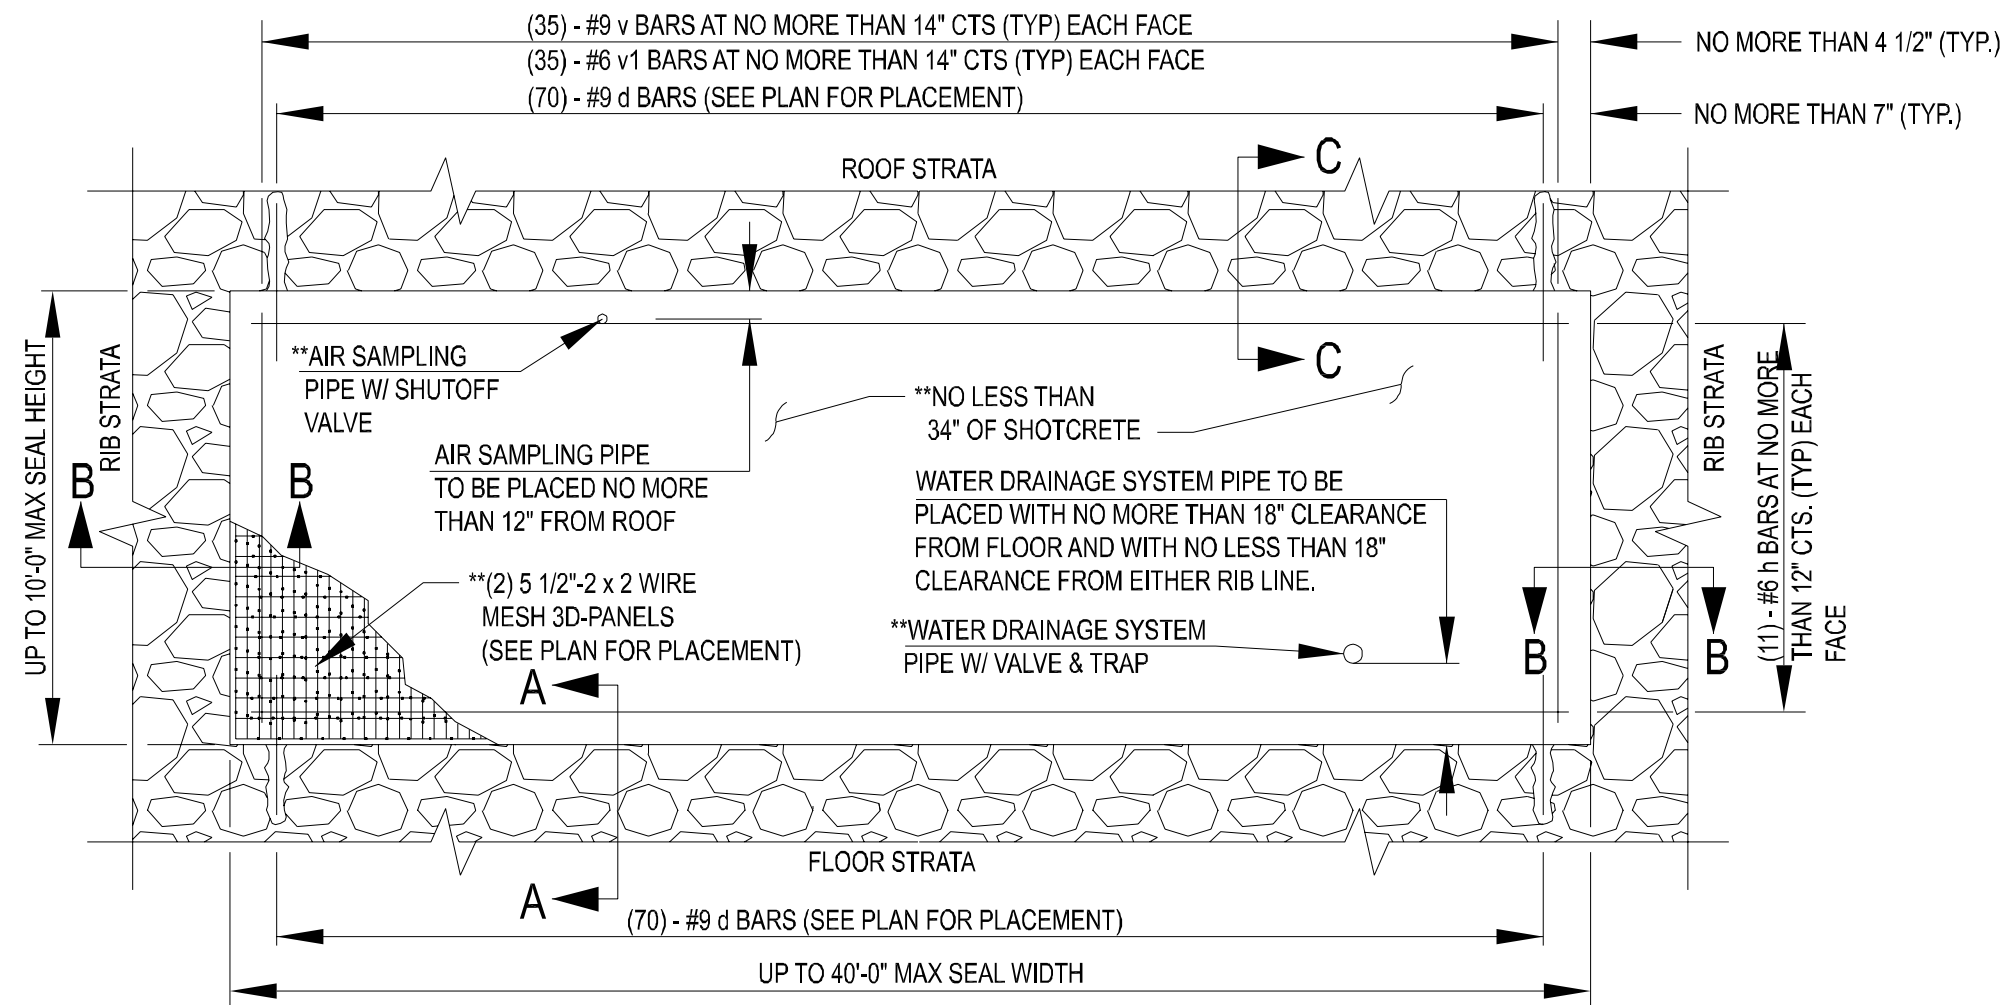 (35) - #9 v BARS AT NO MORE THAN 14" CTS (TYP) EACH FACE
(35) - #6 v1 BARS AT NO MORE THAN 14" CTS (TYP) EACH FACE
(70) - #9 d BARS (SEE PLAN FOR PLACEMENT)
NO MORE THAN 4 1/2" (TYP.)
NO MORE THAN 7" (TYP.)
ROOF STRATA
C
C
UP TO 10'-0" MAX SEAL HEIGHT
RIB STRATA
**AIR SAMPLING
PIPE W/ SHUTOFF
VALVE
AIR SAMPLING PIPE
TO BE PLACED NO MORE
THAN 12" FROM ROOF
**NO LESS THAN
34" OF SHOTCRETE
WATER DRAINAGE SYSTEM PIPE TO BE
PLACED WITH NO MORE THAN 18" CLEARANCE
FROM FLOOR AND WITH NO LESS THAN 18"
CLEARANCE FROM EITHER RIB LINE.
B
B
**(2) 5 1/2"-2 x 2 WIRE
MESH 3D-PANELS
(SEE PLAN FOR PLACEMENT)
**WATER DRAINAGE SYSTEM
PIPE W/ VALVE & TRAP
B
B
RIB STRATA
(11) - #6 h BARS AT NO MORE
THAN 12" CTS. (TYP) EACH
FACE
A
A
FLOOR STRATA
(70) - #9 d BARS (SEE PLAN FOR PLACEMENT)
UP TO 40'-0" MAX SEAL WIDTH